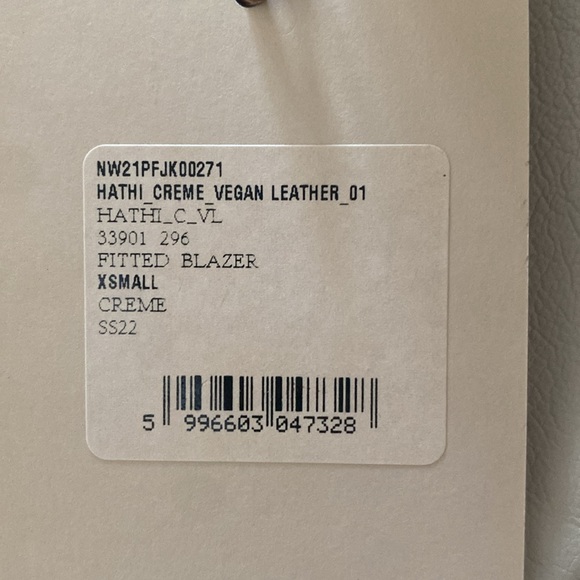 NW21PFJK00271
HATHI_CREME_VEGAN LEATHER_01
HATHI_C_VL
33901 296
FITTED BLAZER
XSMALL
CREME
SS22
5 996603 047328